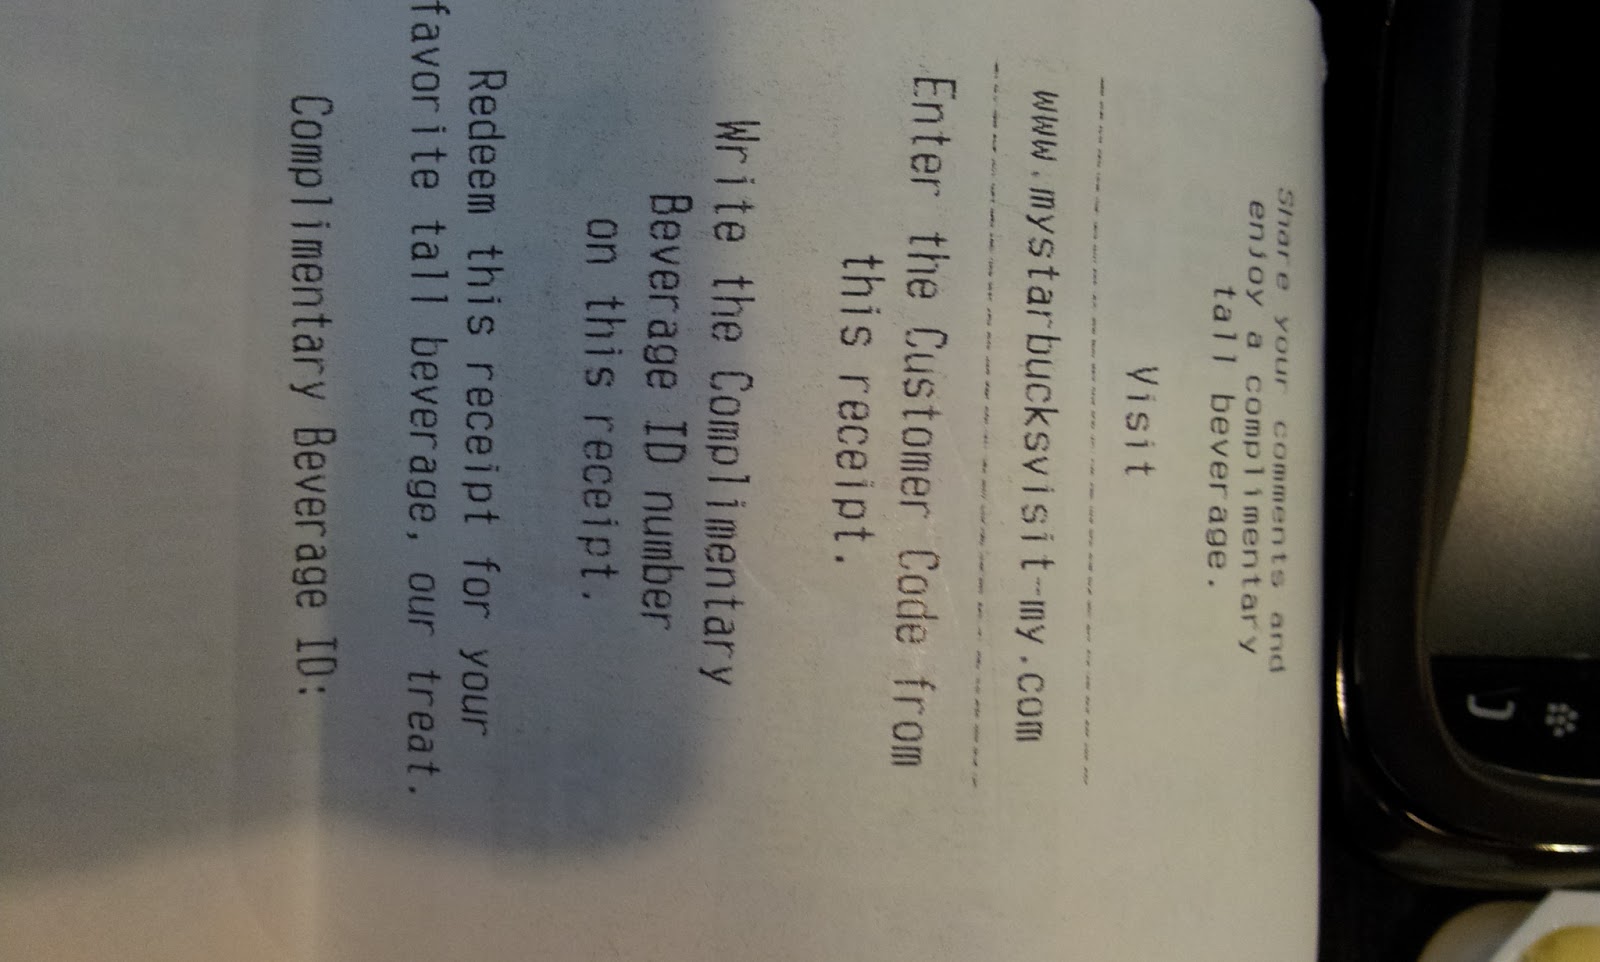 Share your comments and
enjoy a complimentary
tall beverage.
Visit
www.mystarbucksvisit-my.com
Enter the Customer Code from
this receipt.
Write the Complimentary
Beverage ID number
on this receipt.
Redeem this receipt for your
favorite tall beverage, our treat.
Complimentary Beverage ID: